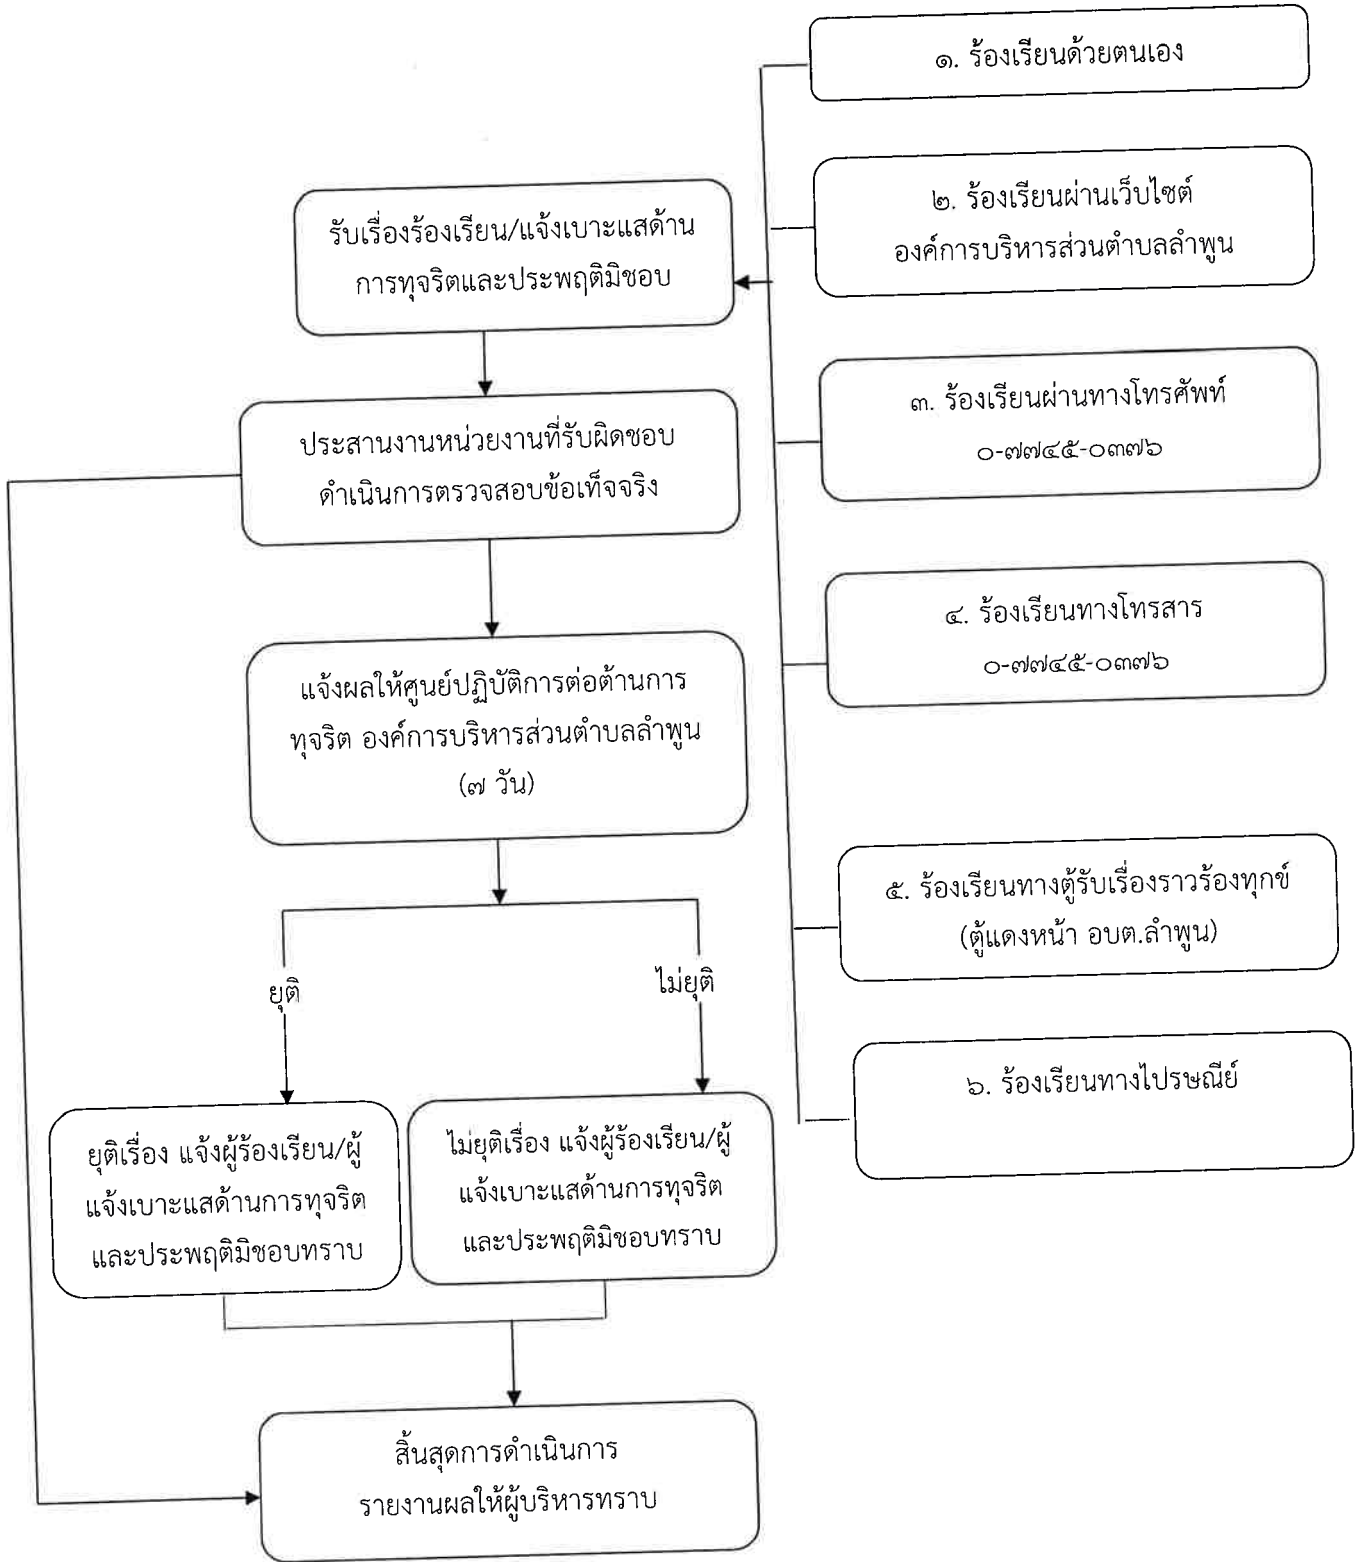 ๑. ร้องเรียนด้วยตนเอง
๒. ร้องเรียนผ่านเว็บไซต์
องค์การบริหารส่วนตำบลลำพูน
รับเรื่องร้องเรียน/แจ้งเบาะแสด้าน
การทุจริตและประพฤติมิชอบ
๓. ร้องเรียนผ่านทางโทรศัพท์
๐-๗๗๔๕-๐๓๗๖
ประสานงานหน่วยงานที่รับผิดชอบ
ดำเนินการตรวจสอบข้อเท็จจริง
๔. ร้องเรียนทางโทรสาร
๐-๗๗๔๕-๐๓๗๖
แจ้งผลให้ศูนย์ปฏิบัติการต่อต้านการ
ทุจริต องค์การบริหารส่วนตำบลลำพูน
(๗ วัน)
๕. ร้องเรียนทางตู้รับเรื่องราวร้องทุกข์
(ตู้แดงหน้า อบต.ลำพูน)
ยุติ
ไม่ยุติ
๖. ร้องเรียนทางไปรษณีย์
ยุติเรื่อง แจ้งผู้ร้องเรียน/ผู้
แจ้งเบาะแสด้านการทุจริต
และประพฤติมิชอบทราบ
ไม่ยุติเรื่อง แจ้งผู้ร้องเรียน/ผู้
แจ้งเบาะแสด้านการทุจริต
และประพฤติมิชอบทราบ
สิ้นสุดการดำเนินการ
รายงานผลให้ผู้บริหารทราบ